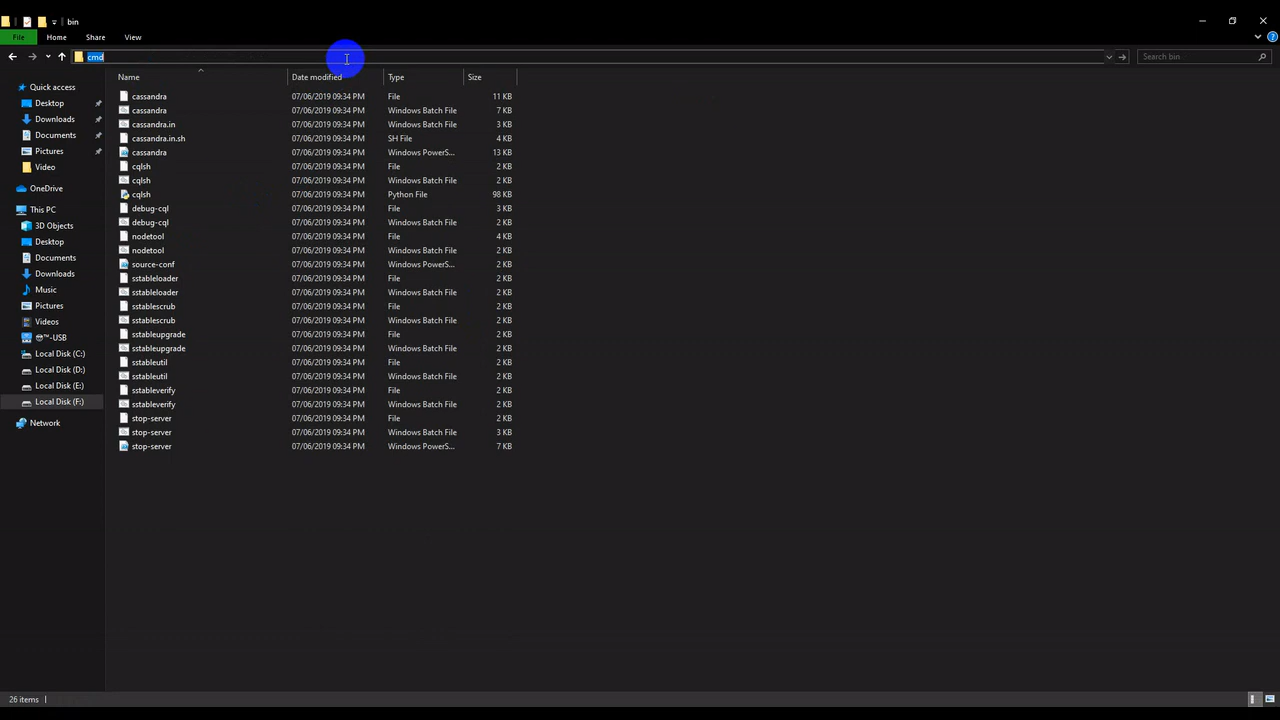 bin
File Home Share View
cmd Search bin
Name Date modified Type Size
Quick access
Desktop
Downloads
Documents
Pictures
Video
OneDrive
This PC
3D Objects
Desktop
Documents
Downloads
Music
Pictures
Videos
™-USB
Local Disk (C:)
Local Disk (D:)
Local Disk (E:)
Local Disk (F:)
Network
cassandra 07/06/2019 09:34 PM File 11 KB
cassandra 07/06/2019 09:34 PM Windows Batch File 7 KB
cassandra.in 07/06/2019 09:34 PM Windows Batch File 3 KB
cassandra.in.sh 07/06/2019 09:34 PM SH File 4 KB
cassandra 07/06/2019 09:34 PM Windows PowerS... 13 KB
cqlsh 07/06/2019 09:34 PM File 2 KB
cqlsh 07/06/2019 09:34 PM Windows Batch File 2 KB
cqlsh 07/06/2019 09:34 PM Python File 98 KB
debug-cql 07/06/2019 09:34 PM File 3 KB
debug-cql 07/06/2019 09:34 PM Windows Batch File 2 KB
nodetool 07/06/2019 09:34 PM File 4 KB
nodetool 07/06/2019 09:34 PM Windows Batch File 2 KB
source-conf 07/06/2019 09:34 PM Windows PowerS... 2 KB
sstableloader 07/06/2019 09:34 PM File 2 KB
sstableloader 07/06/2019 09:34 PM Windows Batch File 2 KB
sstablescrub 07/06/2019 09:34 PM File 2 KB
sstablescrub 07/06/2019 09:34 PM Windows Batch File 2 KB
sstableupgrade 07/06/2019 09:34 PM File 2 KB
sstableupgrade 07/06/2019 09:34 PM Windows Batch File 2 KB
sstableutil 07/06/2019 09:34 PM File 2 KB
sstableutil 07/06/2019 09:34 PM Windows Batch File 2 KB
sstableverify 07/06/2019 09:34 PM File 2 KB
sstableverify 07/06/2019 09:34 PM Windows Batch File 2 KB
stop-server 07/06/2019 09:34 PM File 2 KB
stop-server 07/06/2019 09:34 PM Windows Batch File 3 KB
stop-server 07/06/2019 09:34 PM Windows PowerS... 7 KB
26 items